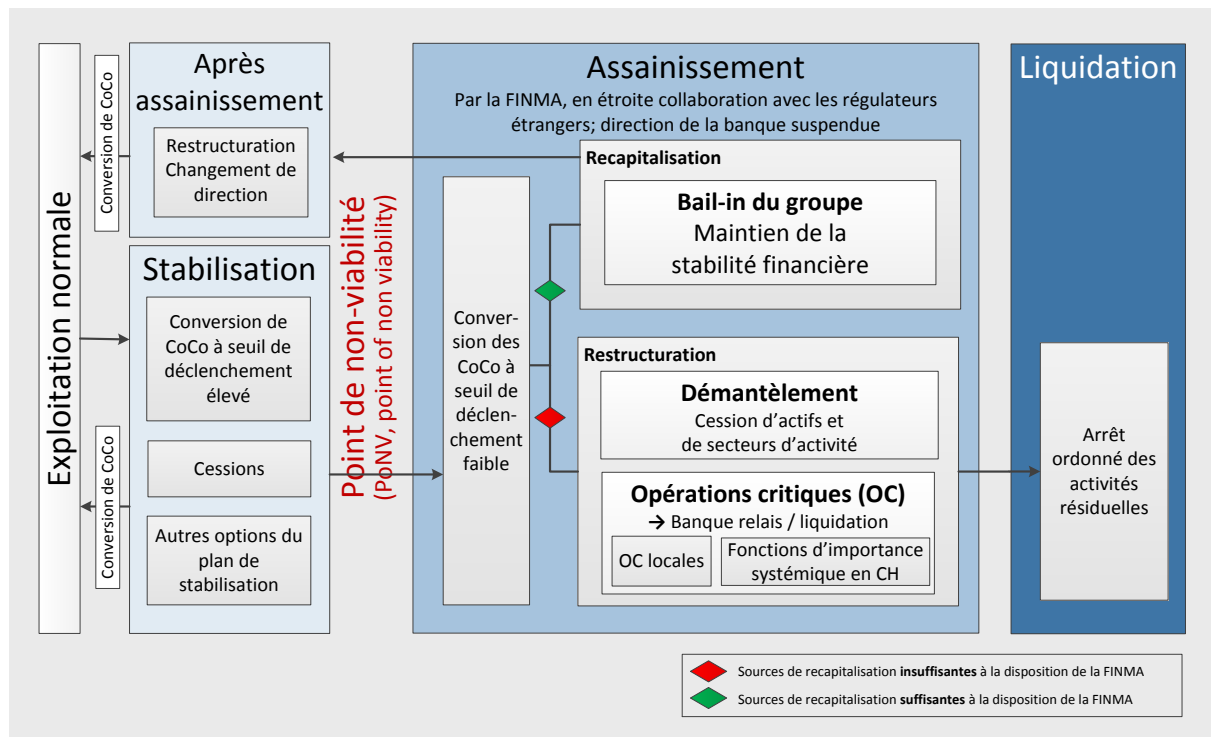 Exploitation normale
Conversion de CoCo
Conversion de CoCo
Après
assainissement
Restructuration
Changement de
direction
Stabilisation
Conversion de
CoCo à seuil de
déclenchement
élevé
Cessions
Autres options du
plan de
stabilisation
Point de non-viabilité
(PoNV, point of non viability)
Assainissement
Par la FINMA, en étroite collaboration avec les régulateurs
étrangers; direction de la banque suspendue
Conver-
sion des
CoCo à
seuil de
déclen-
chement
faible
Recapitalisation
Bail-in du groupe
Maintien de la
stabilité financière
Restructuration
Démantèlement
Cession d’actifs et
de secteurs d’activité
Opérations critiques (OC)
→ Banque relais / liquidation
OC locales
Fonctions d’importance
systémique en CH
Liquidation
Arrêt
ordonné des
activités
résiduelles
Sources de recapitalisation insuffisantes à la disposition de la FINMA
Sources de recapitalisation suffisantes à la disposition de la FINMA